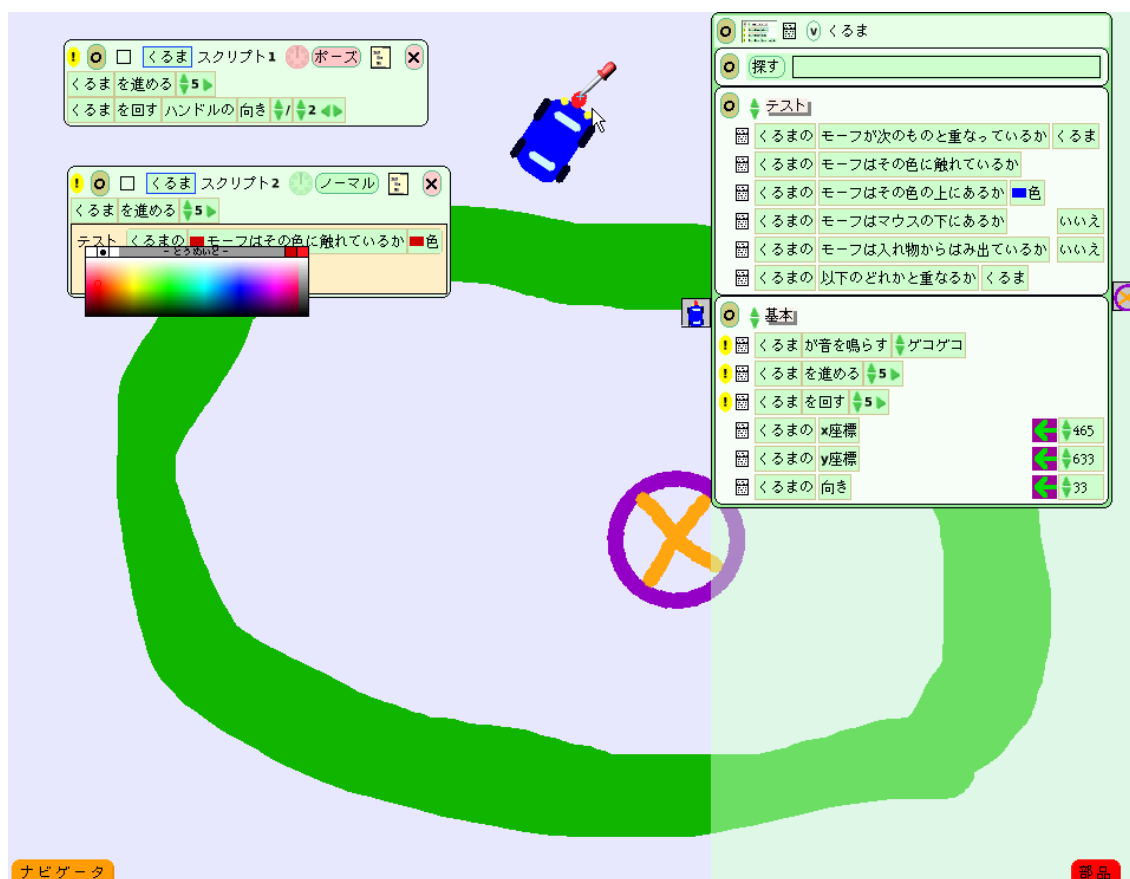 ! O くるま スクリプト1 ポーズ
くるま を進める 5
くるま を回す ハンドルの 向き / 2
! O くるま スクリプト2 ノーマル
くるま を進める 5
テスト くるまの モーフはその色に触れているか 色
- とうめいど -
O v くるま
O 探す
O テスト
くるまの モーフが次のものと重なっているか くるま
くるまの モーフはその色に触れているか
くるまの モーフはその色の上にあるか 色
くるまの モーフはマウスの下にあるか いいえ
くるまの モーフは入れ物からはみ出ているか いいえ
くるまの 以下のどれかと重なるか くるま
O 基本
! くるま が音を鳴らす ゲコゲコ
! くるま を進める 5
! くるま を回す 5
くるまの x座標 465
くるまの y座標 633
くるまの 向き 33
ナビゲータ
部品